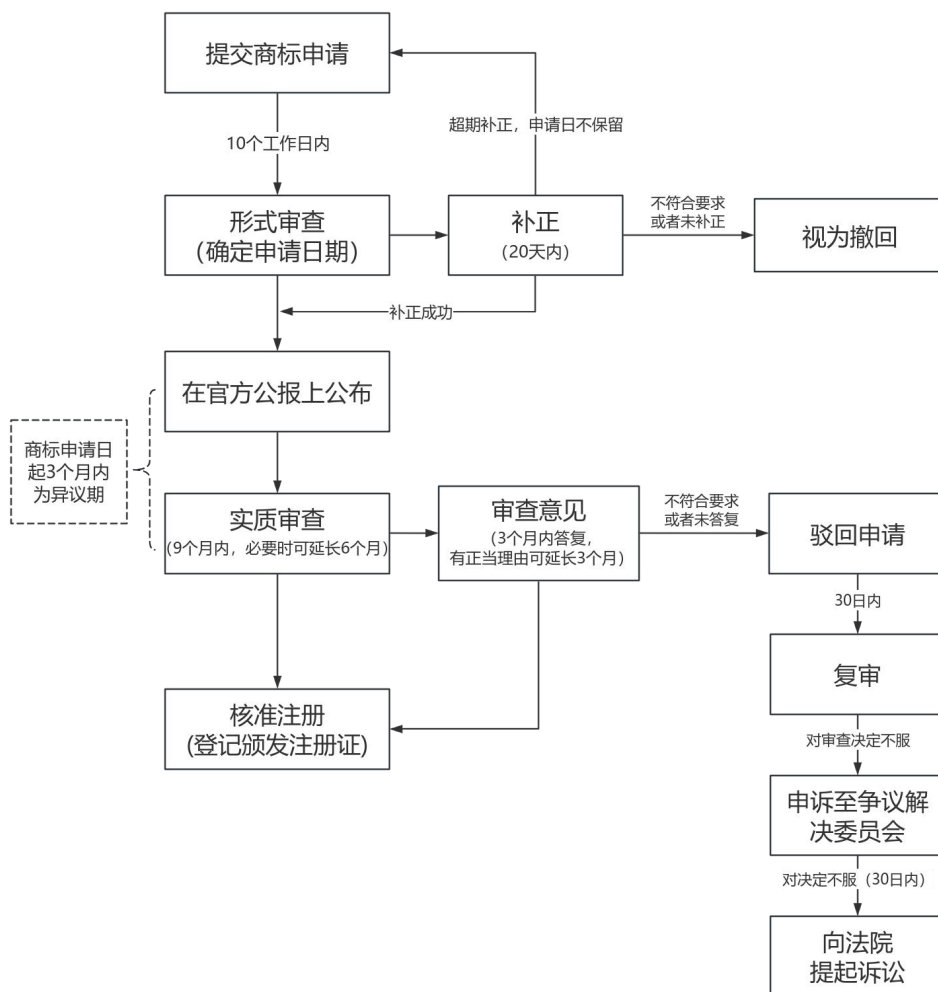 提交商标申请
超期补正，申请日不保留
10个工作日内
形式审查
（确定申请日期）
补正
（20天内）
不符合要求
或者未补正
视为撤回
补正成功
在官方公报上公布
商标申请日
起3个月内
为异议期
实质审查
（9个月内，必要时可延长6个月）
审查意见
（3个月内答复，
有正当理由可延长3个月）
不符合要求
或者未答复
驳回申请
30日内
复审
核准注册
(登记颁发注册证)
对审查决定不服
申诉至争议解
决委员会
对决定不服（30日内）
向法院
提起诉讼